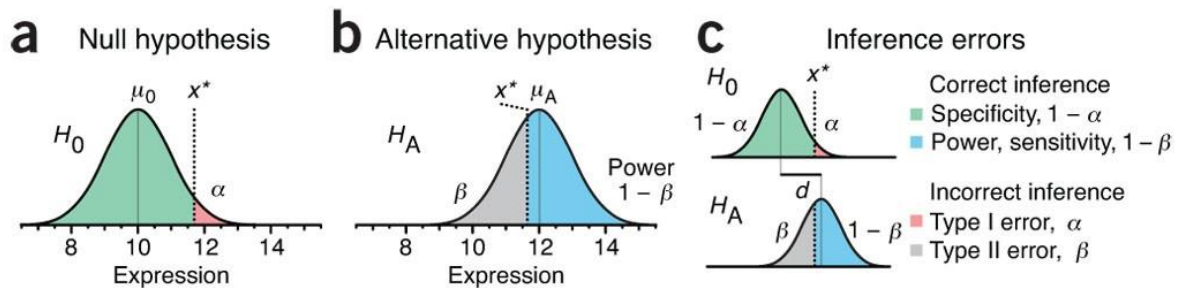 a Null hypothesis
μ0 x*
H0
α
8 10 12 14
Expression
b Alternative hypothesis
x* μA
HA
Power
β 1 − β
8 10 12 14
Expression
c Inference errors
H0 x*
1 − α α
d
HA
β 1 − β
Correct inference
Specificity, 1 − α
Power, sensitivity, 1 − β
Incorrect inference
Type I error, α
Type II error, β